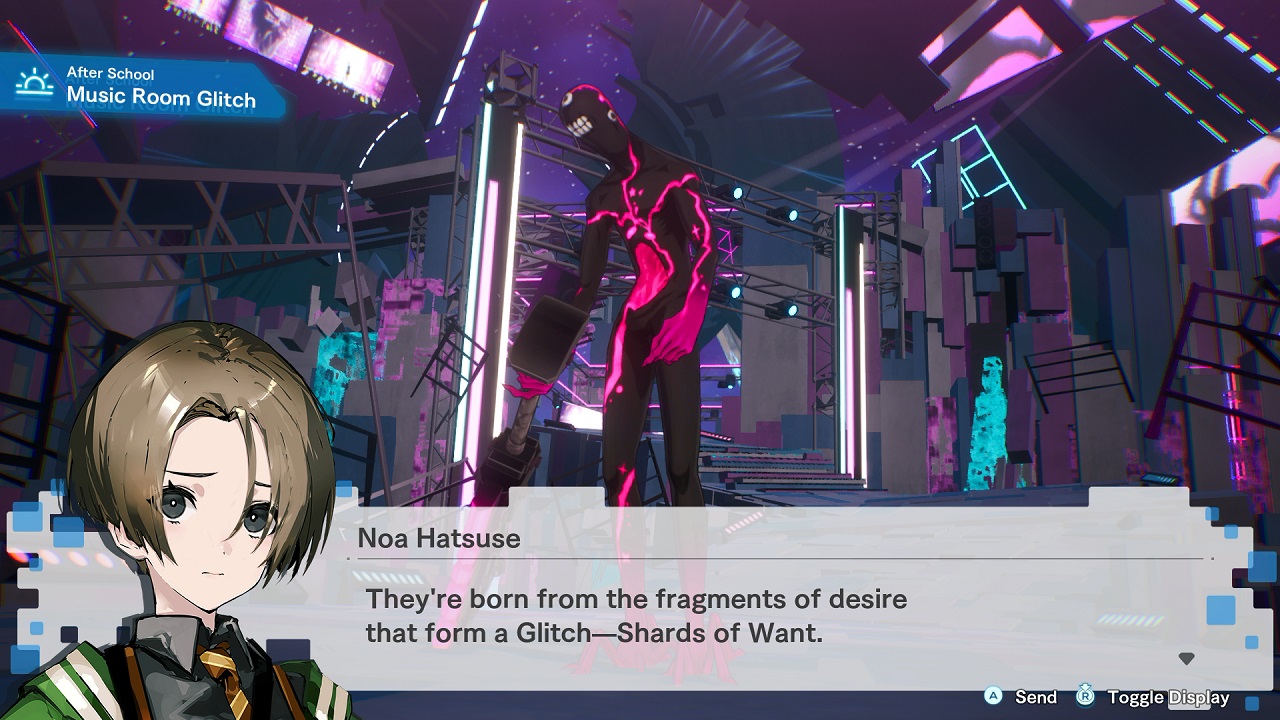 After School
Music Room Glitch
Noa Hatsuse
They're born from the fragments of desire
that form a Glitch—Shards of Want.
A Send R Toggle Display